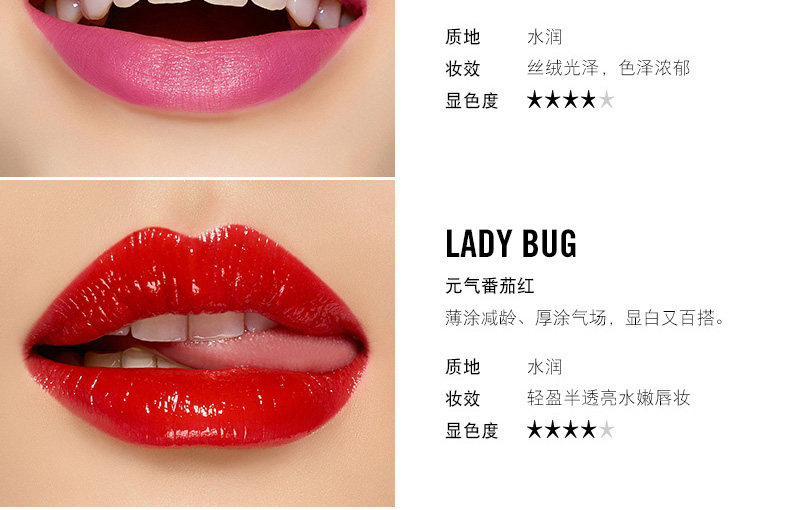 质地 水润
妆效 丝绒光泽，色泽浓郁
显色度 ★★★★★
LADY BUG
元气番茄红
薄涂减龄、厚涂气场，显白又百搭。
质地 水润
妆效 轻盈半透亮水嫩唇妆
显色度 ★★★★★